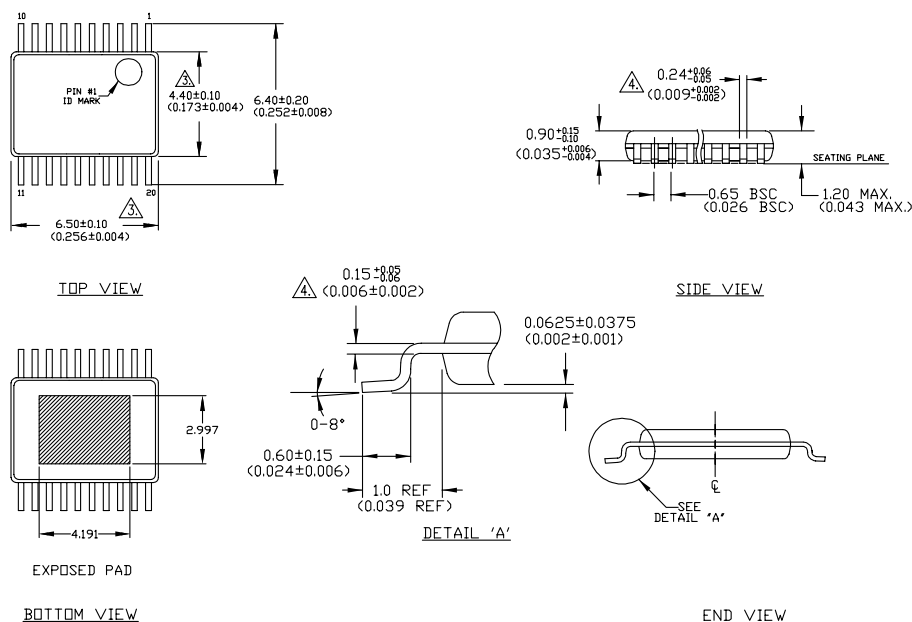 10
1
PIN #1
ID MARK
3.
4.40±0.10
(0.173±0.004)
6.40±0.20
(0.252±0.008)
11
20
3.
6.50±0.10
(0.256±0.004)
TOP VIEW
4.
0.24+0.06
-0.05
(0.009+0.002
-0.002)
0.90+0.15
-0.10
(0.035+0.006
-0.004)
SEATING PLANE
0.65 BSC
(0.026 BSC)
1.20 MAX.
(0.043 MAX.)
SIDE VIEW
0.15+0.05
-0.06
4.
(0.006±0.002)
0.0625±0.0375
(0.002±0.001)
0-8°
0.60±0.15
(0.024±0.006)
1.0 REF
(0.039 REF)
DETAIL 'A'
2.997
4.191
EXPOSED PAD
BOTTOM VIEW
℄
SEE
DETAIL "A"
END VIEW